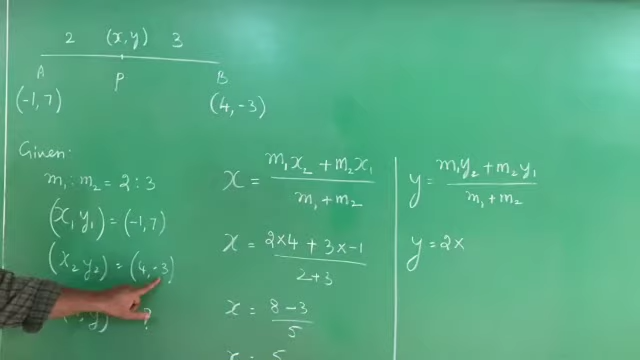 2 (x,y) 3
A P B
(-1,7) (4,-3)
Given:
m₁ : m₂ = 2 : 3
(x₁, y₁) = (-1,7)
(x₂ y₂) = (4,-3)
, y) ?
x = m₁x₂ + m₂x₁ / m₁ + m₂
x = 2×4 + 3×-1 / 2+3
x = 8 -3 / 5
x = 5
y = m₁y₂ + m₂y₁ / m₁ + m₂
y = 2×